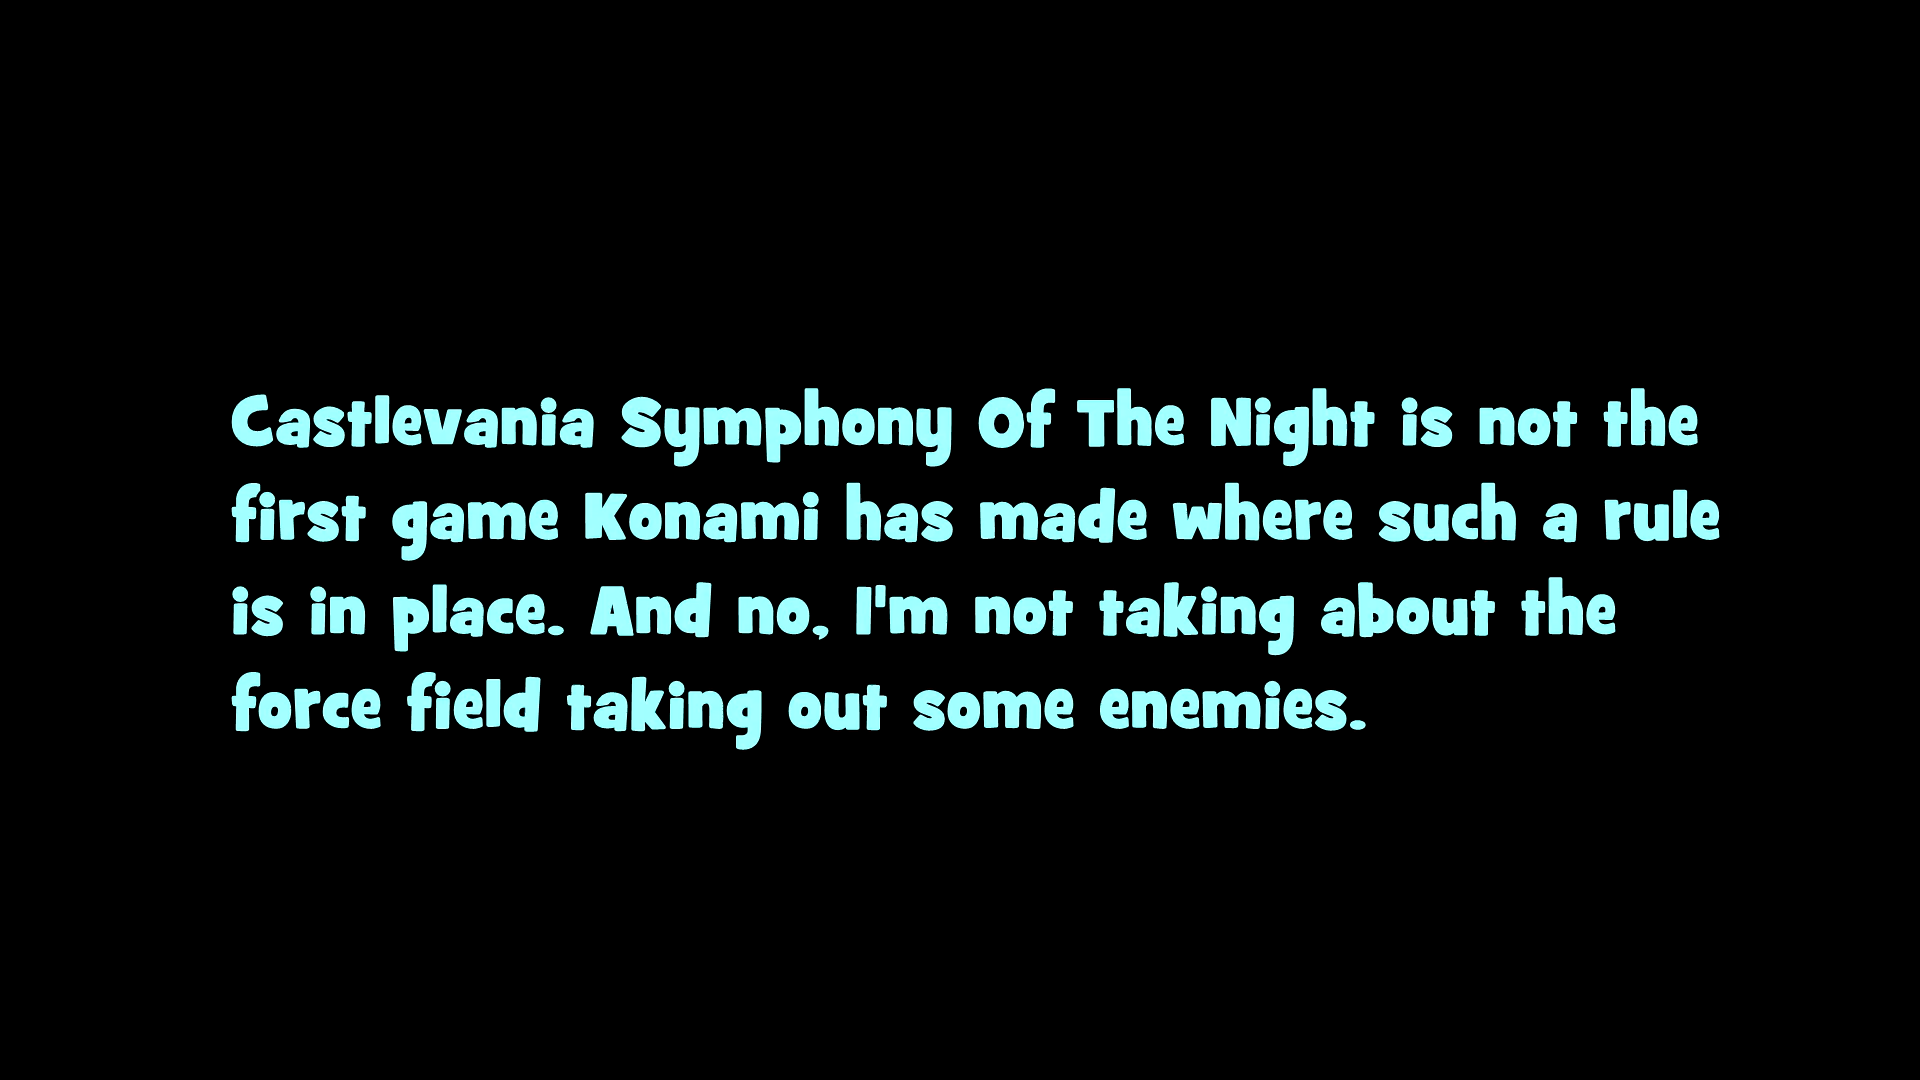 Castlevania Symphony Of The Night is not the
first game Konami has made where such a rule
is in place. And no, I'm not taking about the
force field taking out some enemies.